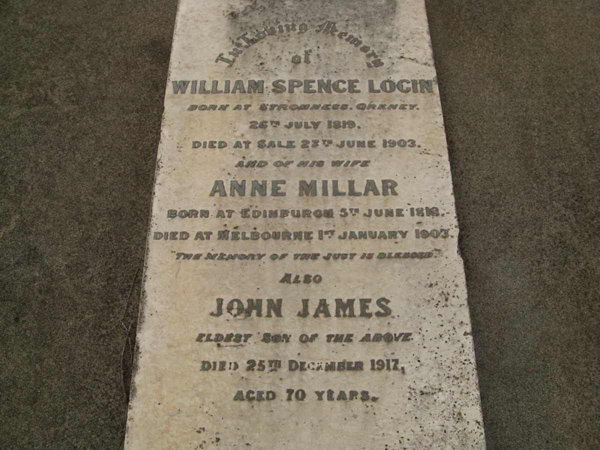 In Loving Memory
of
WILLIAM SPENCE LOGIN
BORN AT STROMNESS, ORKNEY,
26TH JULY 1819.
DIED AT SALE 23RD JUNE 1903.
AND OF HIS WIFE
ANNE MILLAR
BORN AT EDINBURGH 5TH JUNE 1818.
DIED AT MELBOURNE 1ST JANUARY 1903.
"THE MEMORY OF THE JUST IS BLESSED"
ALSO
JOHN JAMES
ELDEST SON OF THE ABOVE
DIED 25TH DECEMBER 1917,
AGED 70 YEARS.